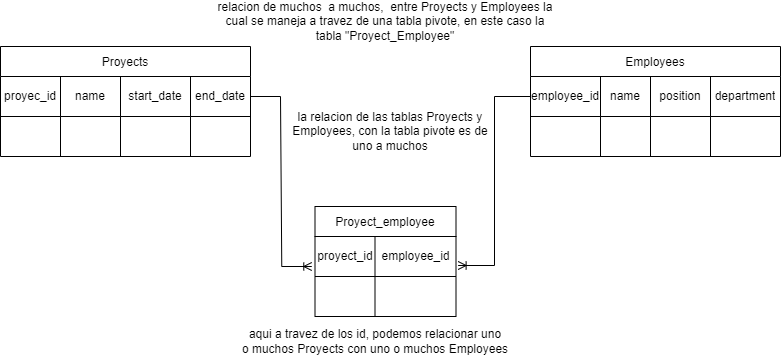 relacion de muchos a muchos, entre Proyects y Employees la
cual se maneja a travez de una tabla pivote, en este caso la
tabla "Proyect_Employee"
Proyects
proyec_id name start_date end_date
Employees
employee_id name position department
la relacion de las tablas Proyects y
Employees, con la tabla pivote es de
uno a muchos
Proyect_employee
proyect_id employee_id
aqui a travez de los id, podemos relacionar uno
o muchos Proyects con uno o muchos Employees